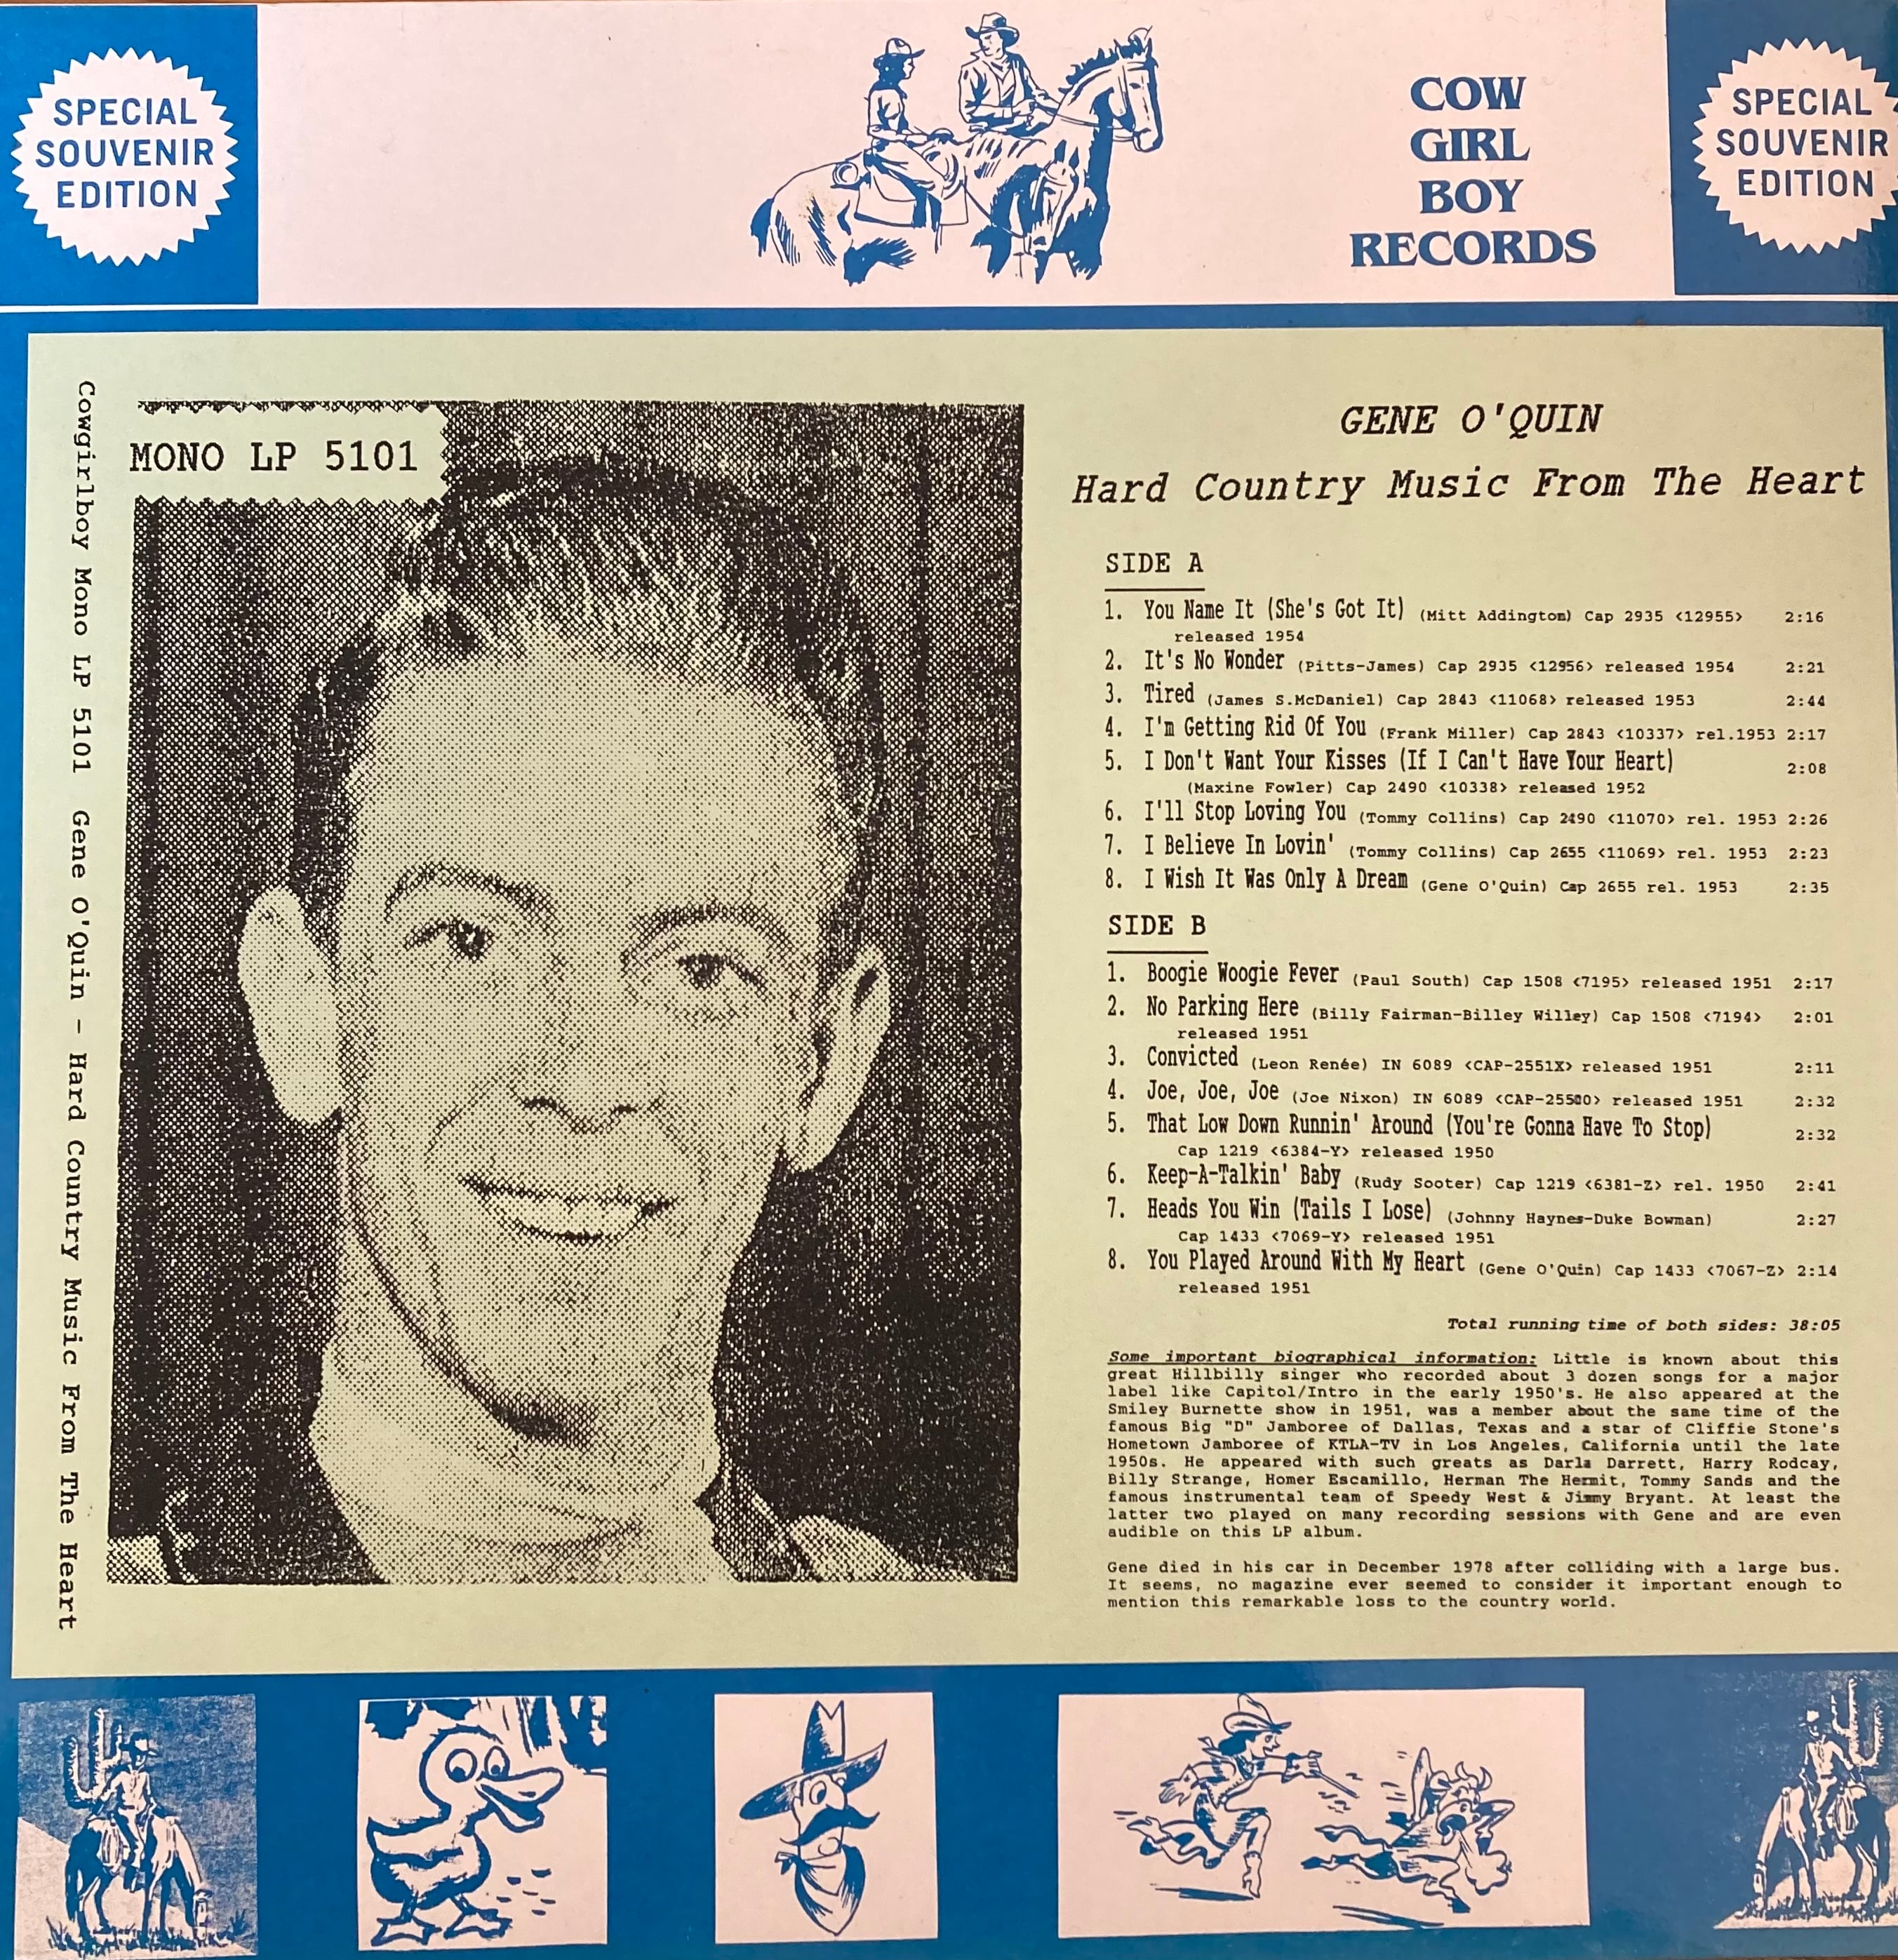 SPECIAL
SOUVENIR
EDITION
COW
GIRL
BOY
RECORDS
SPECIAL
SOUVENIR
EDITION
Cowgirlboy Mono LP 5101 Gene O'Quin - Hard Country Music From The Heart
MONO LP 5101
GENE O'QUIN
Hard Country Music From The Heart
SIDE A
1. You Name It (She's Got It) (Mitt Addington) Cap 2935 <12955> 2:16
released 1954
2. It's No Wonder (Pitts-James) Cap 2935 <12956> released 1954 2:21
3. Tired (James S.McDaniel) Cap 2843 <11068> released 1953 2:44
4. I'm Getting Rid Of You (Frank Miller) Cap 2843 <10337> rel.1953 2:17
5. I Don't Want Your Kisses (If I Can't Have Your Heart) 2:08
(Maxine Fowler) Cap 2490 <10338> released 1952
6. I'll Stop Loving You (Tommy Collins) Cap 2490 <11070> rel. 1953 2:26
7. I Believe In Lovin' (Tommy Collins) Cap 2655 <11069> rel. 1953 2:23
8. I Wish It Was Only A Dream (Gene O'Quin) Cap 2655 rel. 1953 2:35
SIDE B
1. Boogie Woogie Fever (Paul South) Cap 1508 <7195> released 1951 2:17
2. No Parking Here (Billy Fairman-Billey Willey) Cap 1508 <7194> 2:01
released 1951
3. Convicted (Leon Renée) IN 6089 <CAP-2551X> released 1951 2:11
4. Joe, Joe, Joe (Joe Nixon) IN 6089 released 1951 2:32
5. That Low Down Runnin' Around (You're Gonna Have To Stop) 2:32
Cap 1219 <6384-Y> released 1950
6. Keep-A-Talkin' Baby (Rudy Sooter) Cap 1219 <6381-Z> rel. 1950 2:41
7. Heads You Win (Tails I Lose) (Johnny Haynes-Duke Bowman) 2:27
Cap 1433 <7069-Y> released 1951
8. You Played Around With My Heart (Gene O'Quin) Cap 1433 <7067-Z> 2:14
released 1951
Total running time of both sides: 38:05
Some important biographical information: Little is known about this
great Hillbilly singer who recorded about 3 dozen songs for a major
label like Capitol/Intro in the early 1950's. He also appeared at the
Smiley Burnette show in 1951, was a member about the same time of the
famous Big "D" Jamboree of Dallas, Texas and a star of Cliffie Stone's
Hometown Jamboree of KTLA-TV in Los Angeles, California until the late
1950s. He appeared with such greats as Darla Darrett, Harry Rodcay,
Billy Strange, Homer Escamillo, Herman The Hermit, Tommy Sands and the
famous instrumental team of Speedy West & Jimmy Bryant. At least the
latter two played on many recording sessions with Gene and are even
audible on this LP album.
Gene died in his car in December 1978 after colliding with a large bus.
It seems, no magazine ever seemed to consider it important enough to
mention this remarkable loss to the country world.